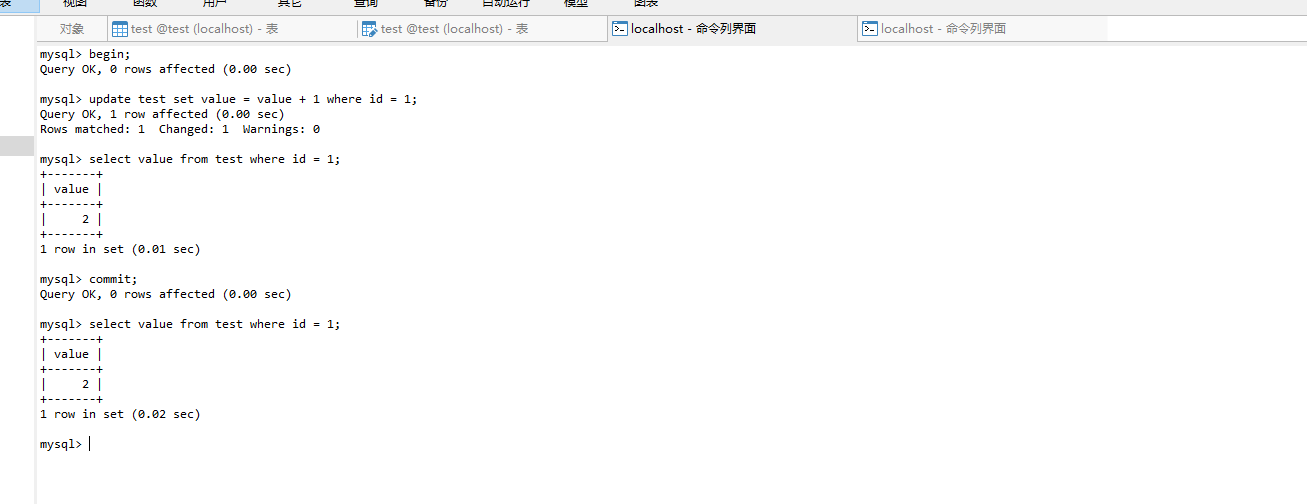 表 视图 函数 用户 其它 查询 备份 自动运行 模型 图表
对象 test @test (localhost) - 表 test @test (localhost) - 表 localhost - 命令列界面 localhost - 命令列界面
mysql> begin;
Query OK, 0 rows affected (0.00 sec)
mysql> update test set value = value + 1 where id = 1;
Query OK, 1 row affected (0.00 sec)
Rows matched: 1  Changed: 1  Warnings: 0
mysql> select value from test where id = 1;
+-------+
| value |
+-------+
|     2 |
+-------+
1 row in set (0.01 sec)
mysql> commit;
Query OK, 0 rows affected (0.00 sec)
mysql> select value from test where id = 1;
+-------+
| value |
+-------+
|     2 |
+-------+
1 row in set (0.02 sec)
mysql>